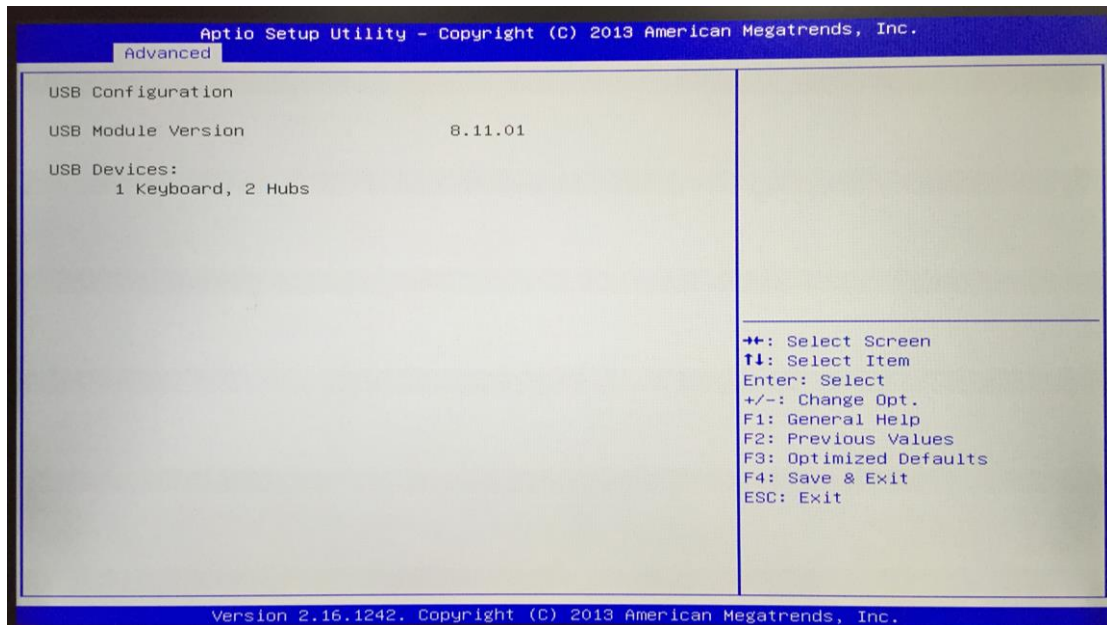 Aptio Setup Utility – Copyright (C) 2013 American Megatrends, Inc.
Advanced
USB Configuration
USB Module Version 8.11.01
USB Devices:
1 Keyboard, 2 Hubs
→←: Select Screen
↑↓: Select Item
Enter: Select
+/-: Change Opt.
F1: General Help
F2: Previous Values
F3: Optimized Defaults
F4: Save & Exit
ESC: Exit
Version 2.16.1242. Copyright (C) 2013 American Megatrends, Inc.